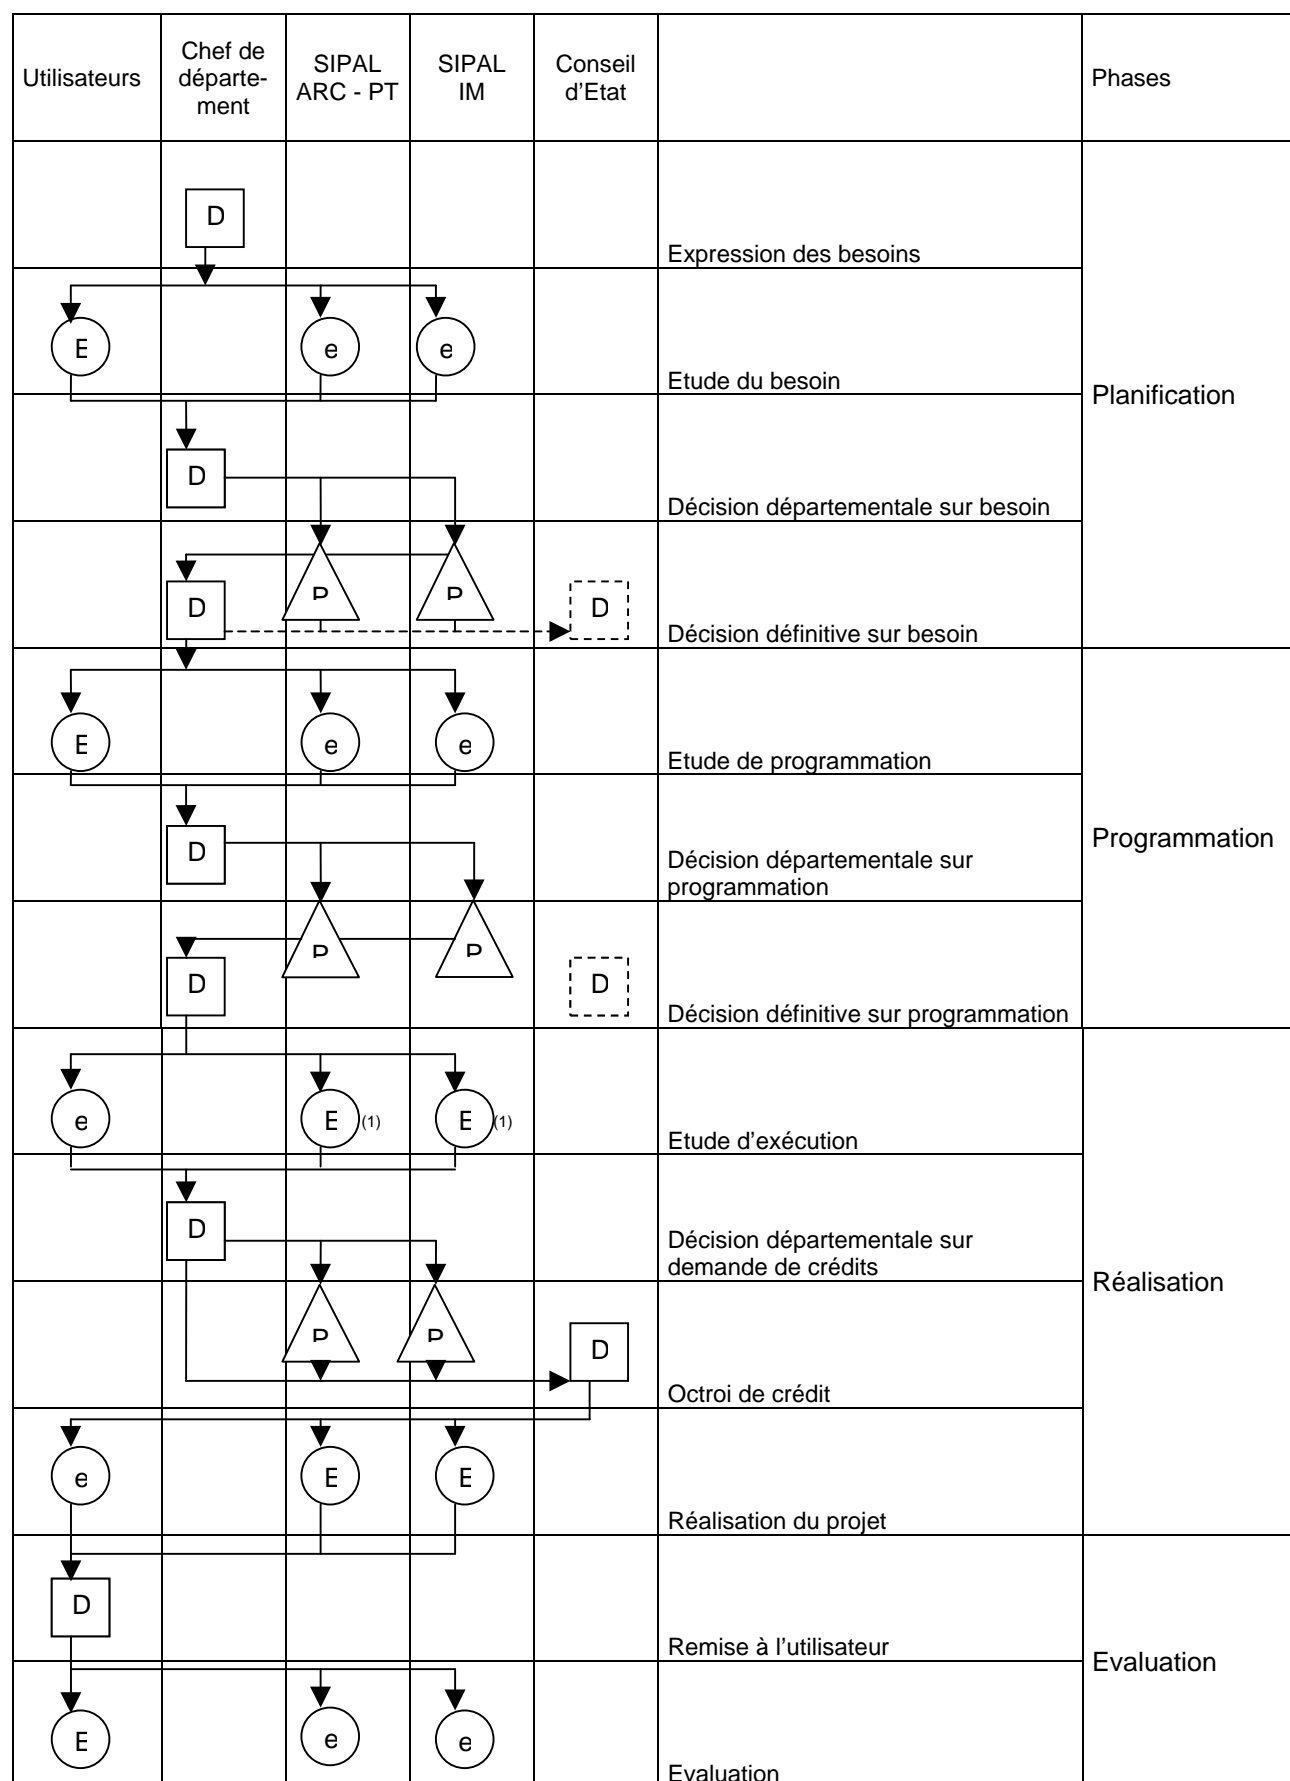 Utilisateurs
Chef de
départe-
ment
SIPAL
ARC - PT
SIPAL
IM
Conseil
d'Etat
Phases
D
Expression des besoins
E
e
e
Etude du besoin
Planification
D
Décision départementale sur besoin
D
P
P
D
Décision définitive sur besoin
E
e
e
Etude de programmation
D
Décision départementale sur
programmation
Programmation
D
P
P
D
Décision définitive sur programmation
e
E (1)
E (1)
Etude d'exécution
D
Décision départementale sur
demande de crédits
Réalisation
P
P
D
Octroi de crédit
e
E
E
Réalisation du projet
D
Remise à l'utilisateur
Evaluation
E
e
e
Evaluation